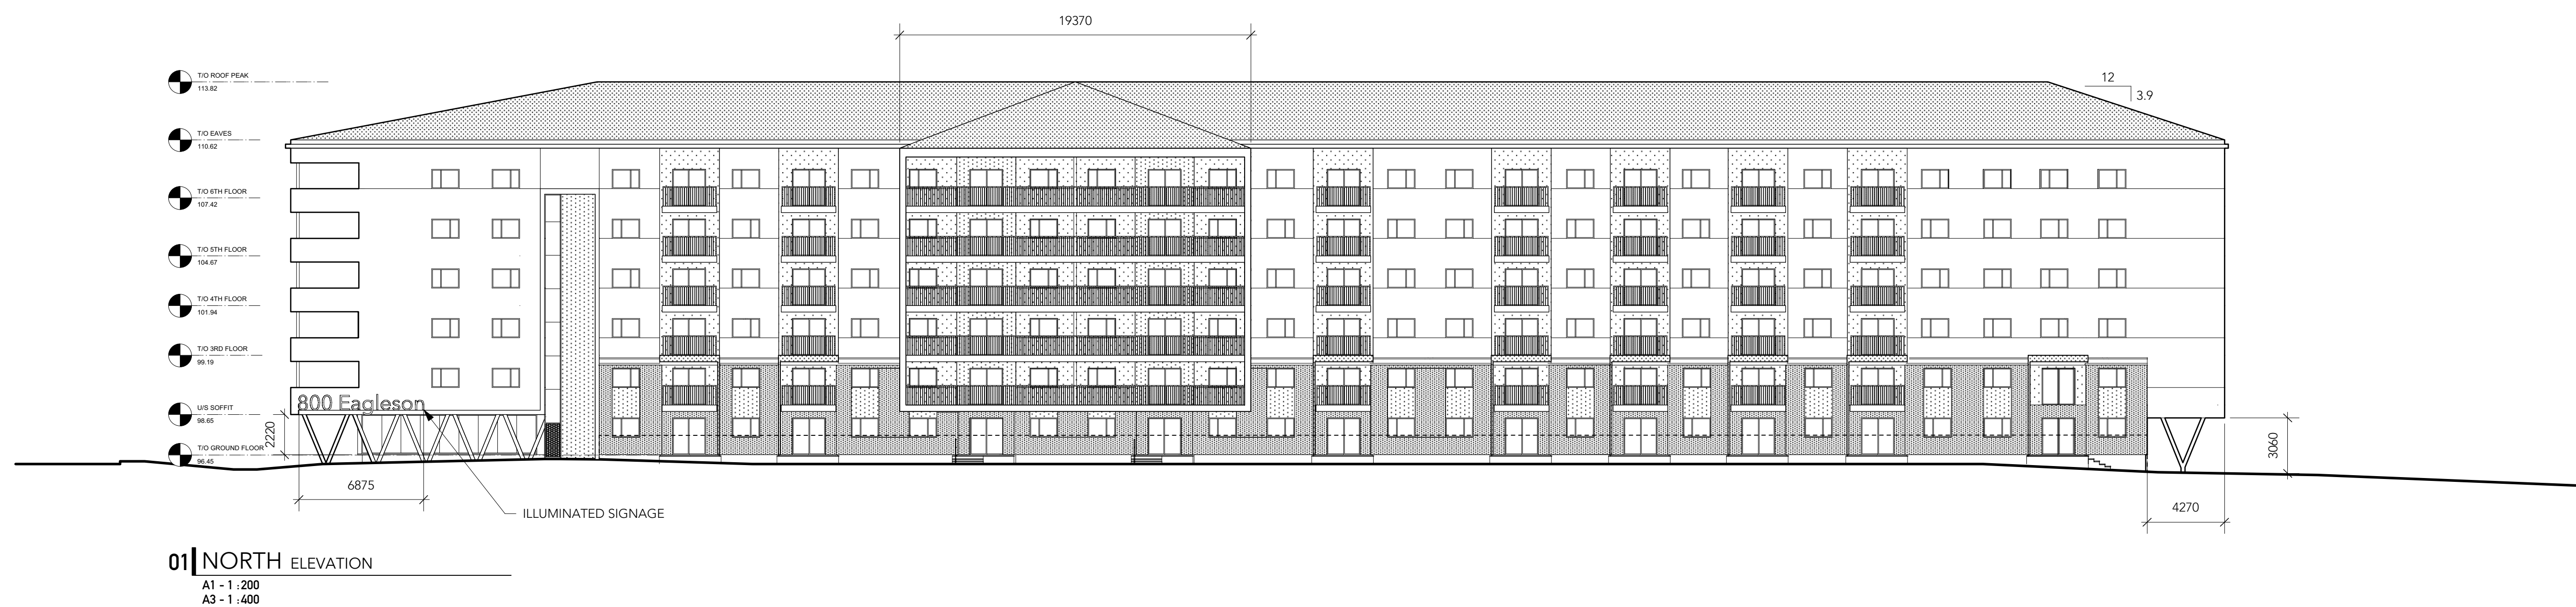 19370
T/O ROOF PEAK
113.82
12
3.9
T/O EAVES
110.62
T/O 6TH FLOOR
107.42
T/O 5TH FLOOR
104.67
T/O 4TH FLOOR
101.94
T/O 3RD FLOOR
99.19
800 Eagleson
U/S SOFFIT
98.65
2220
T/O GROUND FLOOR
96.45
3060
6875
ILLUMINATED SIGNAGE
4270
01 NORTH ELEVATION
A1 - 1 : 200
A3 - 1 : 400